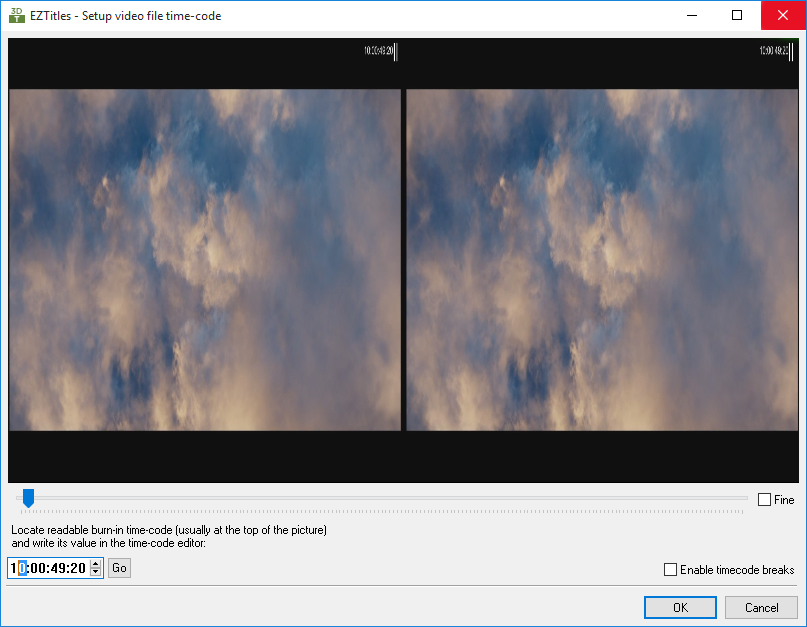 3D
T
EZTitles - Setup video file time-code
10:00:49:20
10:00:49:20
Fine
Locate readable burn-in time-code (usually at the top of the picture)
and write its value in the time-code editor:
10:00:49:20
Go
Enable timecode breaks
OK
Cancel